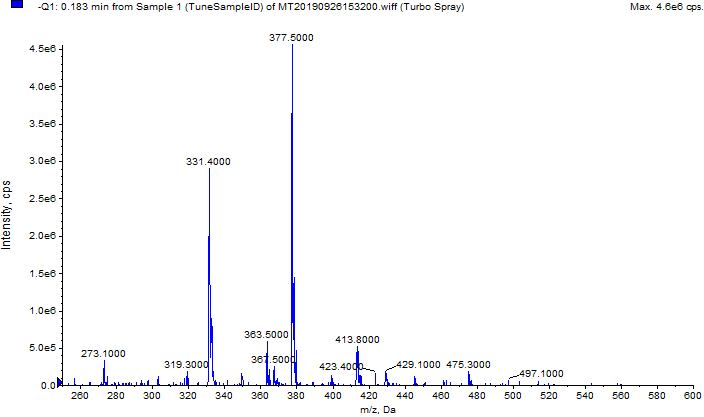 -Q1: 0.183 min from Sample 1 (TuneSampleID) of MT20190926153200.wiff (Turbo Spray)
Max. 4.6e6 cps.
377.5000
4.5e6
4.0e6
3.5e6
3.0e6
331.4000
2.5e6
2.0e6
1.5e6
1.0e6
363.5000
413.8000
5.0e5
273.1000
319.3000
367.5000
423.4000
429.1000
475.3000
497.1000
0.0
260 280 300 320 340 360 380 400 420 440 460 480 500 520 540 560 580 600
m/z, Da
Intensity, cps